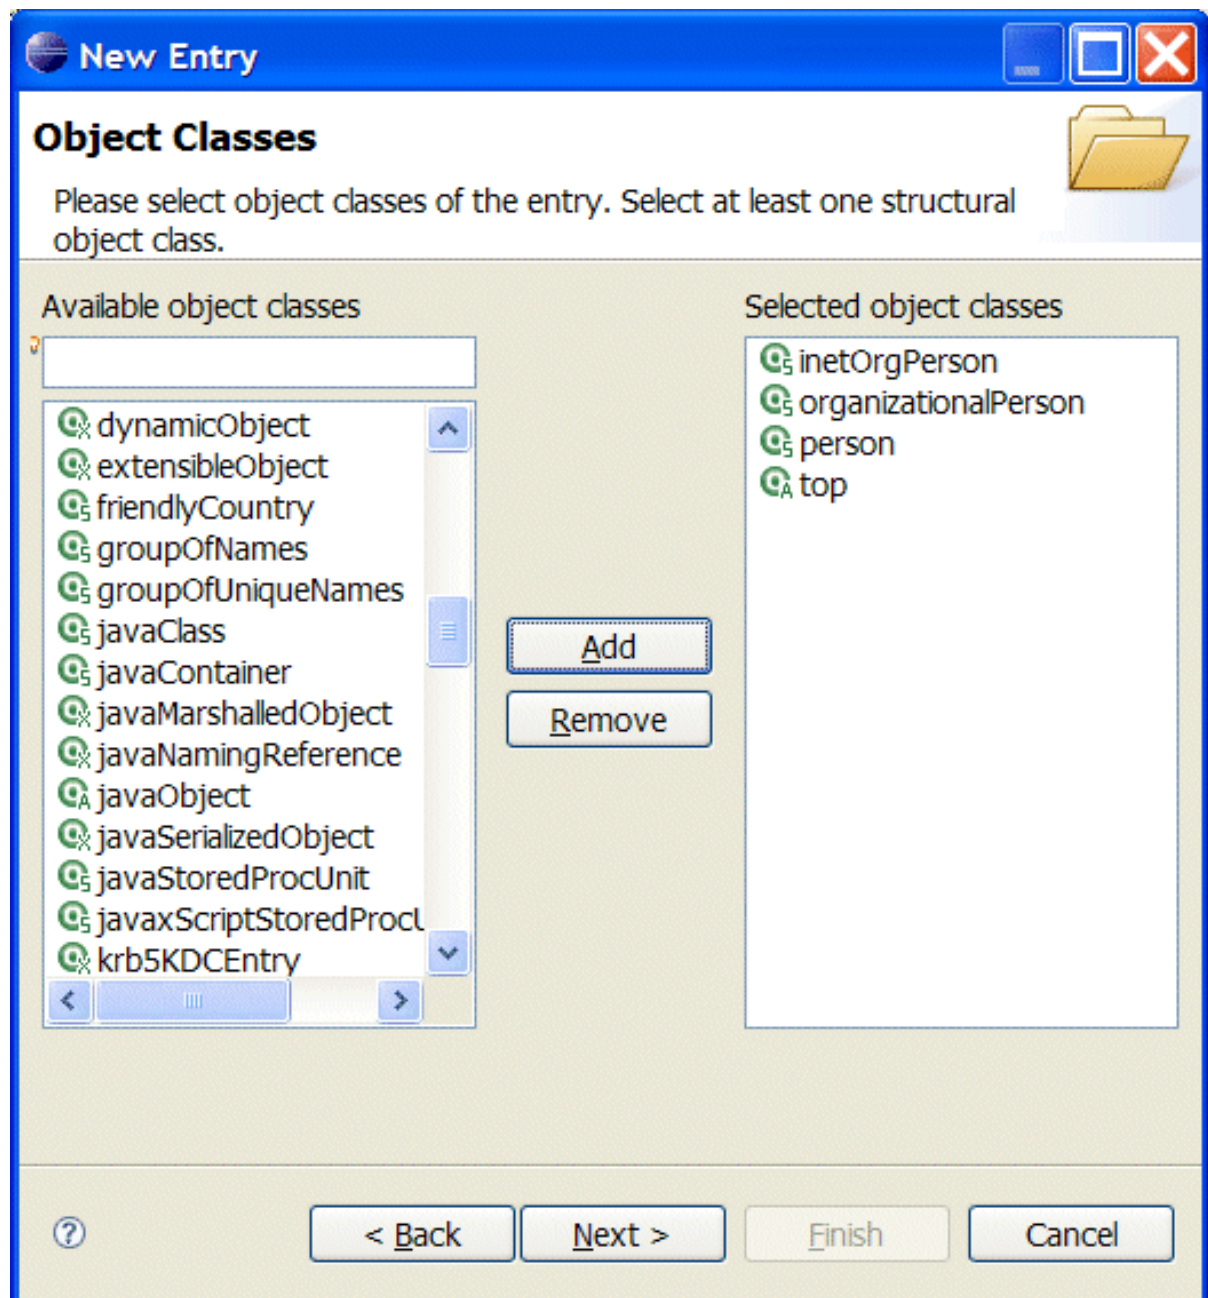 New Entry
Object Classes
Please select object classes of the entry. Select at least one structural
object class.
Available object classes
dynamicObject
extensibleObject
friendlyCountry
groupOfNames
groupOfUniqueNames
javaClass
javaContainer
javaMarshalledObject
javaNamingReference
javaObject
javaSerializedObject
javaStoredProcUnit
javaxScriptStoredProcU
krb5KDCEntry
Add
Remove
Selected object classes
inetOrgPerson
organizationalPerson
person
top
?
< Back
Next >
Finish
Cancel